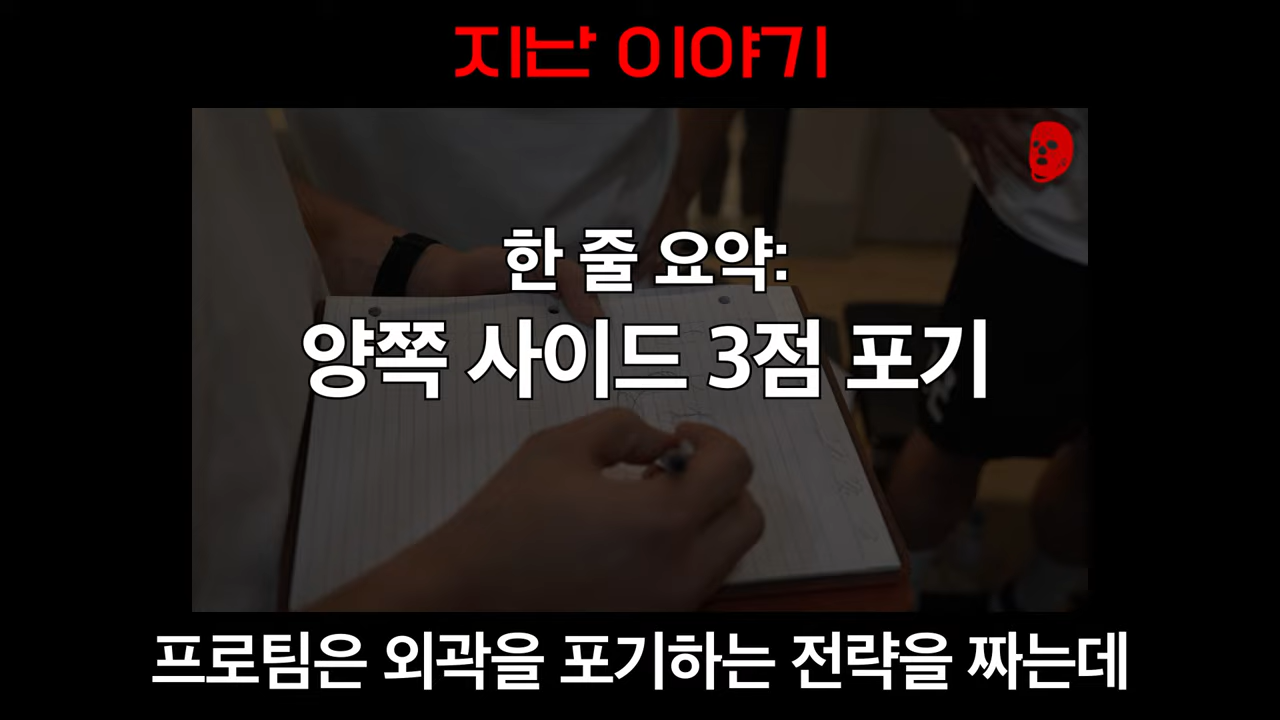 지난 이야기
한 줄 요약:
양쪽 사이드 3점 포기
프로팀은 외곽을 포기하는 전략을 짜는데